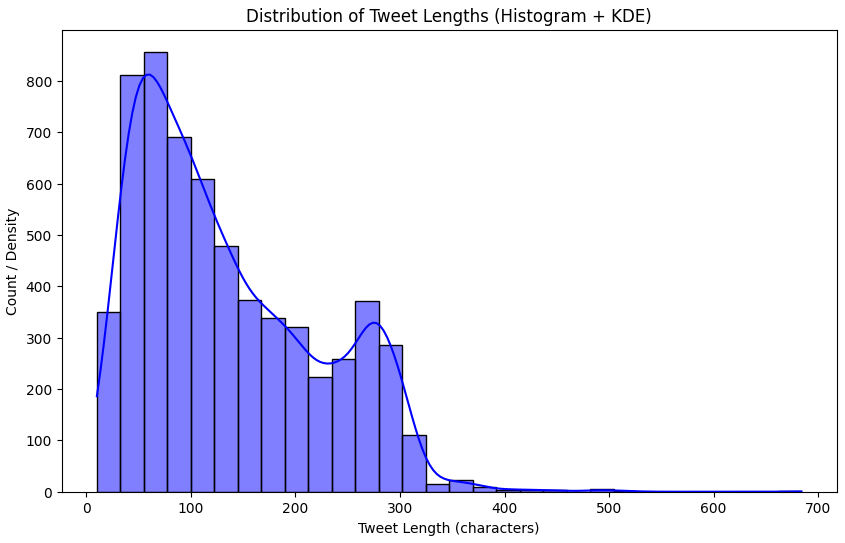 Distribution of Tweet Lengths (Histogram + KDE)
Count / Density
800
700
600
500
400
300
200
100
0
0 100 200 300 400 500 600 700
Tweet Length (characters)